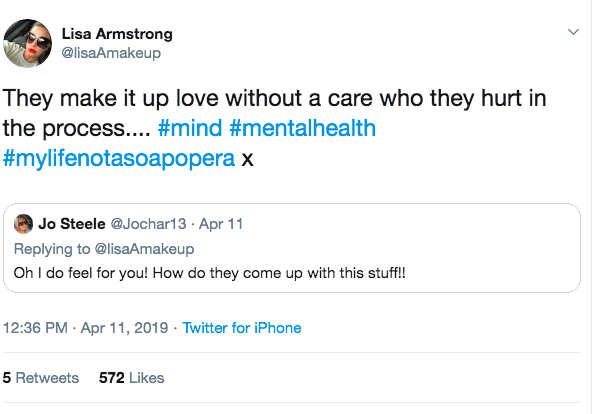 Lisa Armstrong
@lisaAmakeup
They make it up love without a care who they hurt in
the process.... #mind #mentalhealth
#mylifenotasoapopera x
Jo Steele @Jochar13 · Apr 11
Replying to @lisaAmakeup
Oh I do feel for you! How do they come up with this stuff!!
12:36 PM · Apr 11, 2019 · Twitter for iPhone
5 Retweets 572 Likes